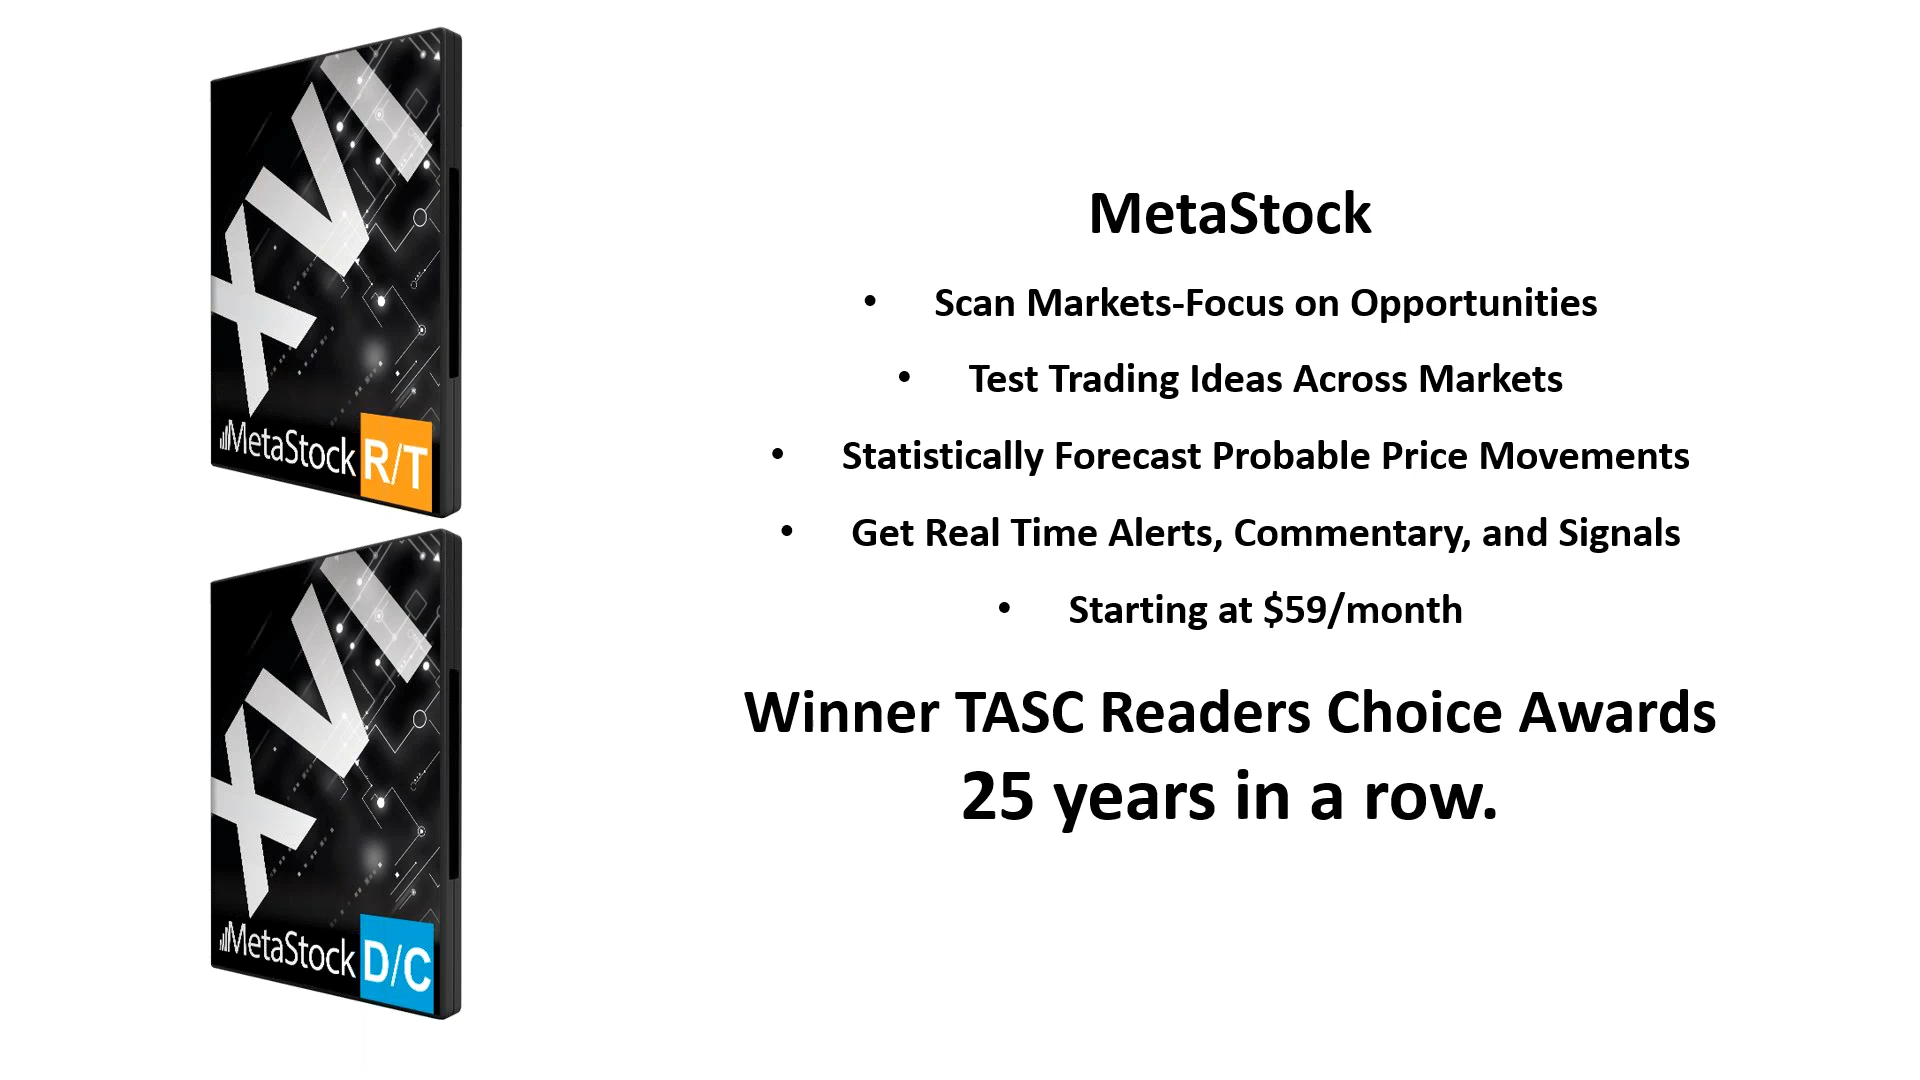 XVI
MetaStock R/T
XVI
MetaStock D/C
MetaStock
• Scan Markets-Focus on Opportunities
• Test Trading Ideas Across Markets
• Statistically Forecast Probable Price Movements
• Get Real Time Alerts, Commentary, and Signals
• Starting at $59/month
Winner TASC Readers Choice Awards
25 years in a row.